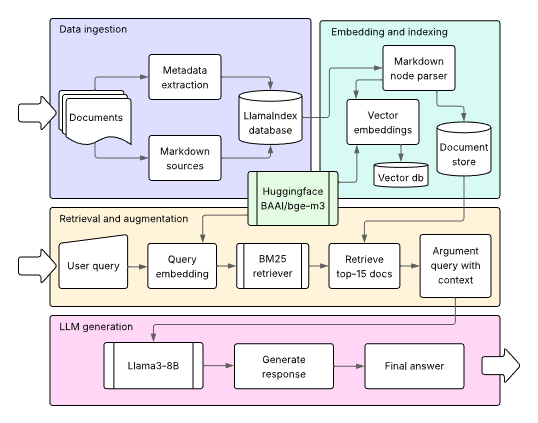 Data ingestion
Metadata
extraction
Documents
LlamaIndex
database
Markdown
sources
Embedding and indexing
Markdown
node parser
Vector
embeddings
Document
store
Vector db
Huggingface
BAAI/bge-m3
Retrieval and augmentation
User query
Query
embedding
BM25
retriever
Retrieve
top-15 docs
Argument
query with
context
LLM generation
Llama3-8B
Generate
response
Final answer